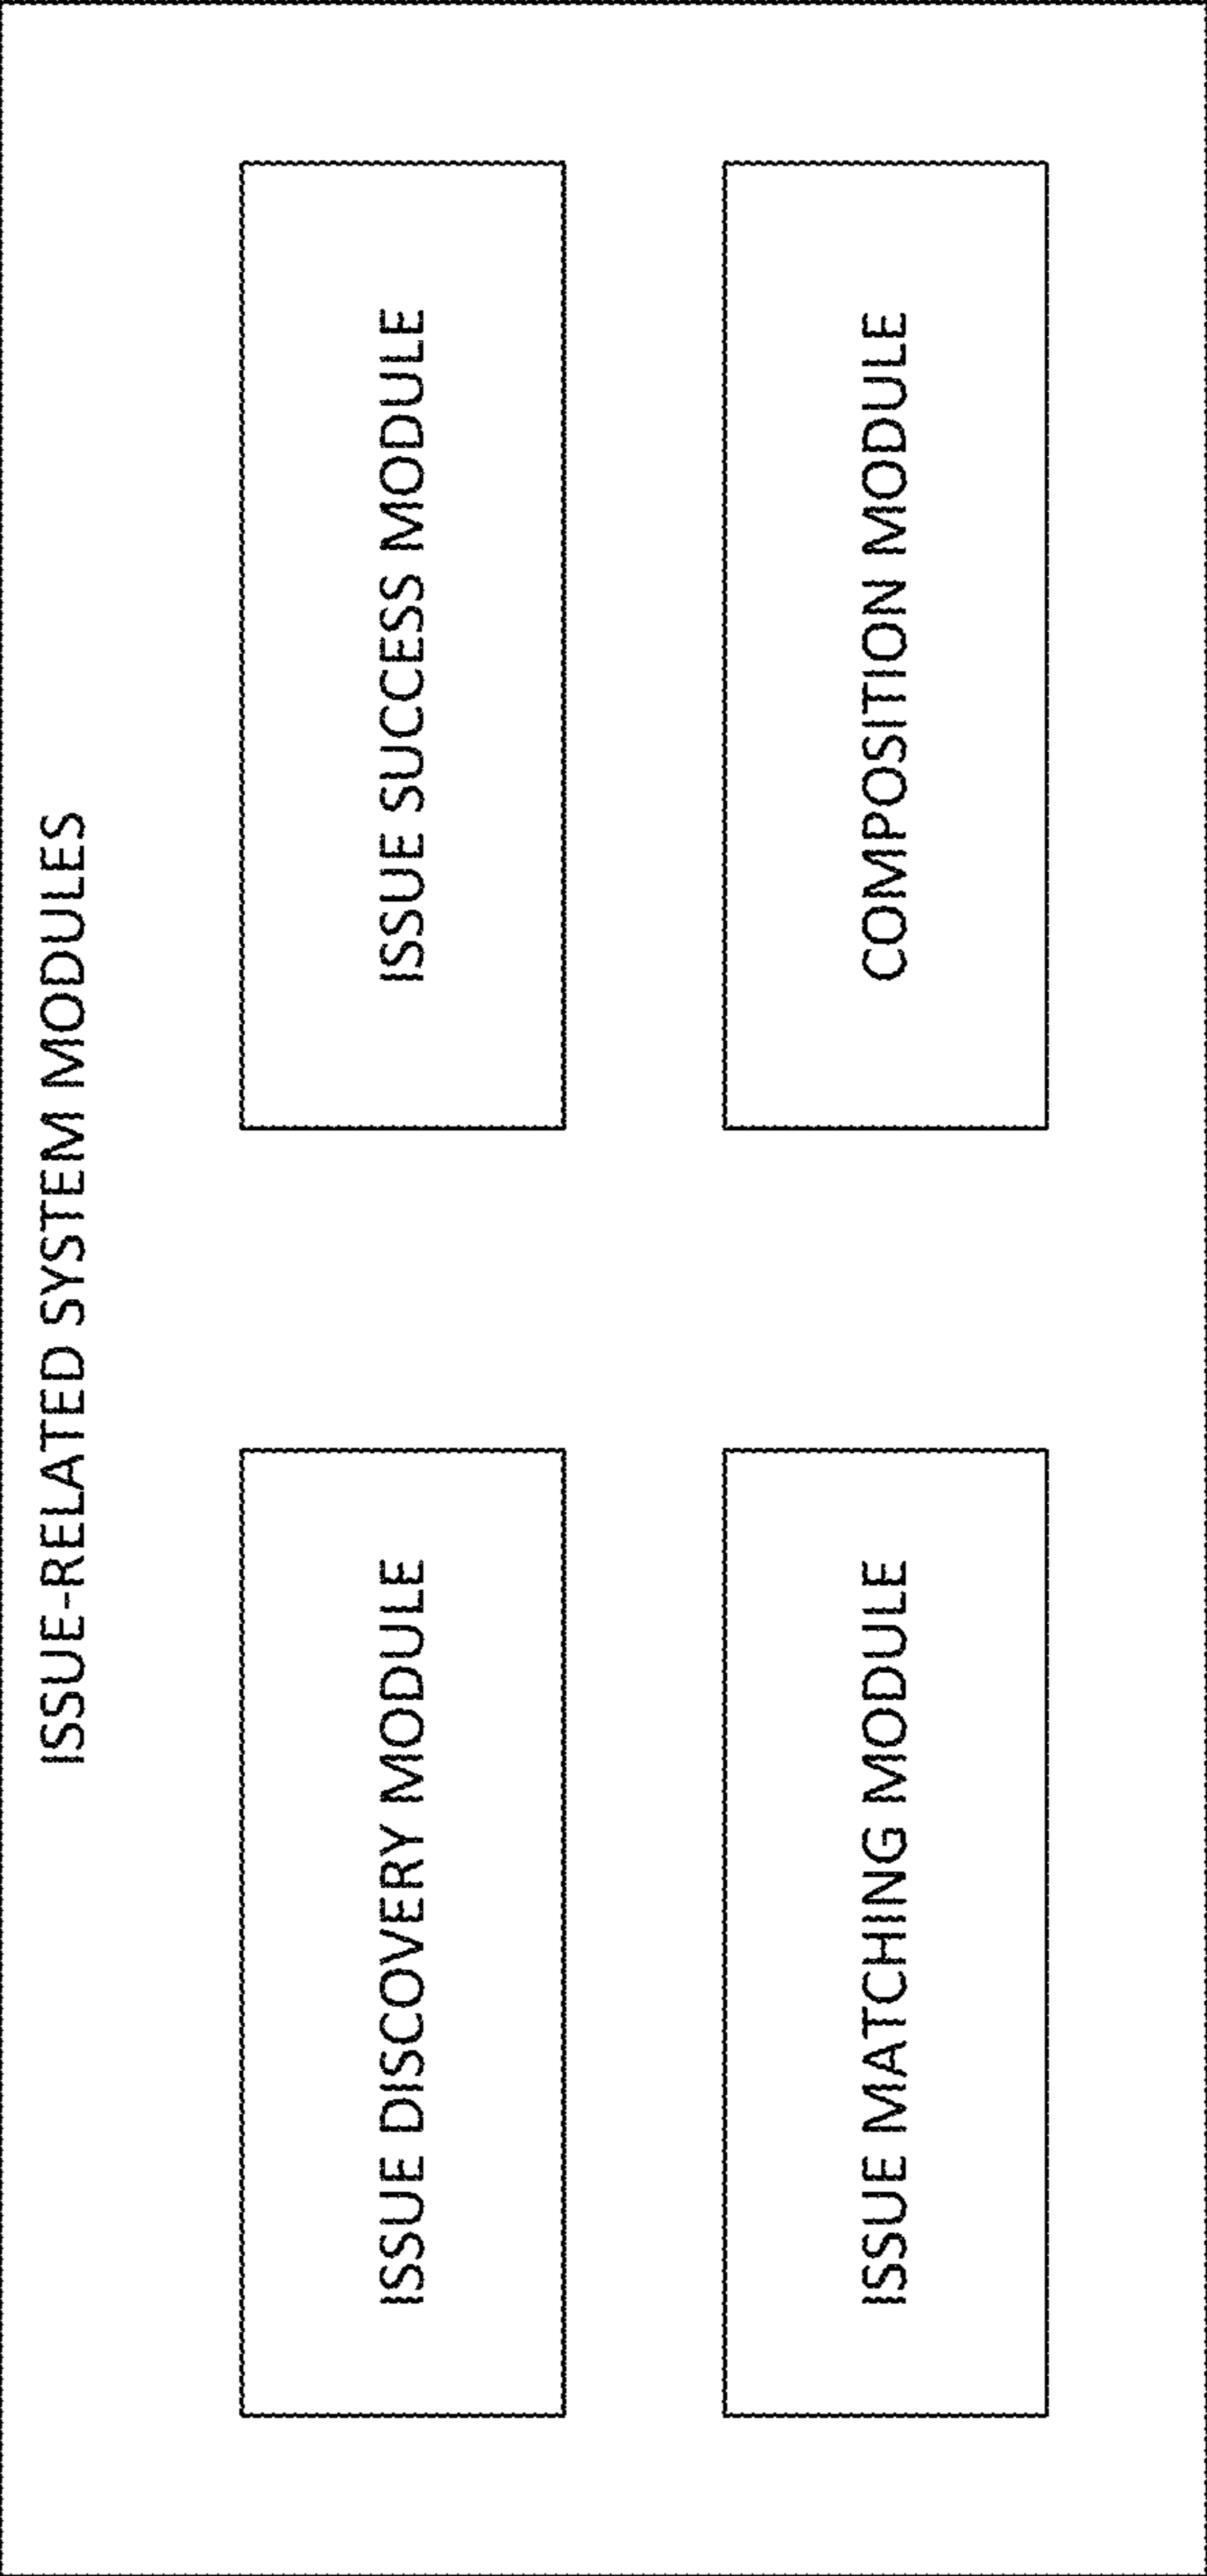 ISSUE-RELATED SYSTEM MODULES
ISSUE DISCOVERY MODULE
ISSUE SUCCESS MODULE
ISSUE MATCHING MODULE
COMPOSITION MODULE